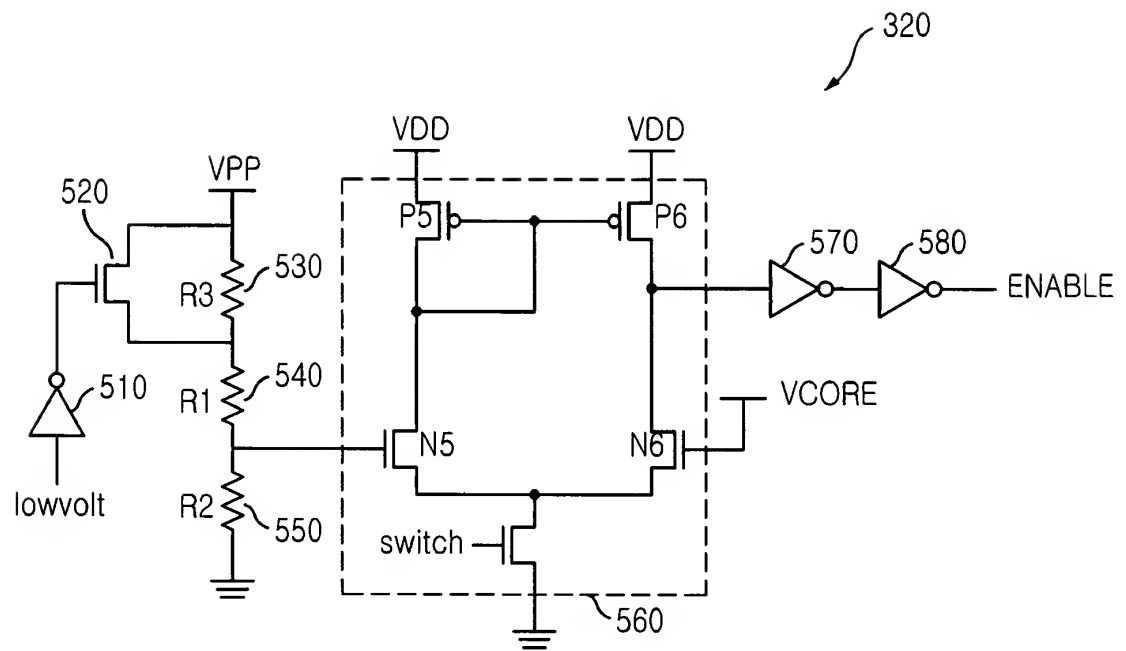 320
VDD
VDD
VPP
520
P5
P6
530
R3
570
580
ENABLE
510
540
R1
VCORE
N5
N6
lowvolt
R2
550
switch
560